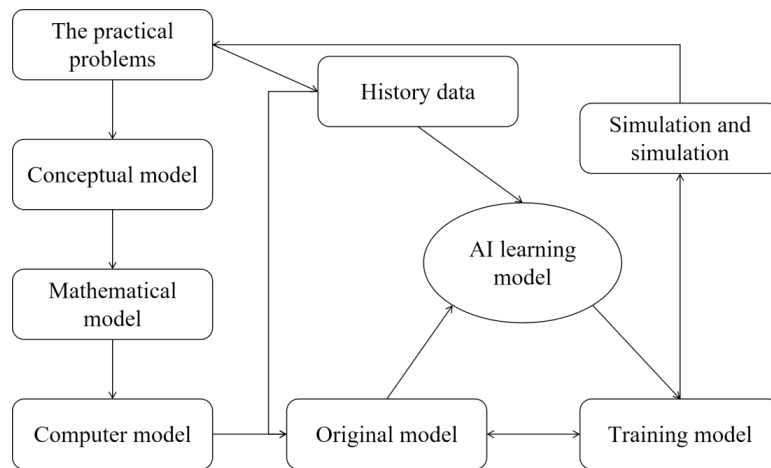 The practical
problems
History data
Simulation and
simulation
Conceptual model
AI learning
model
Mathematical
model
Computer model
Original model
Training model